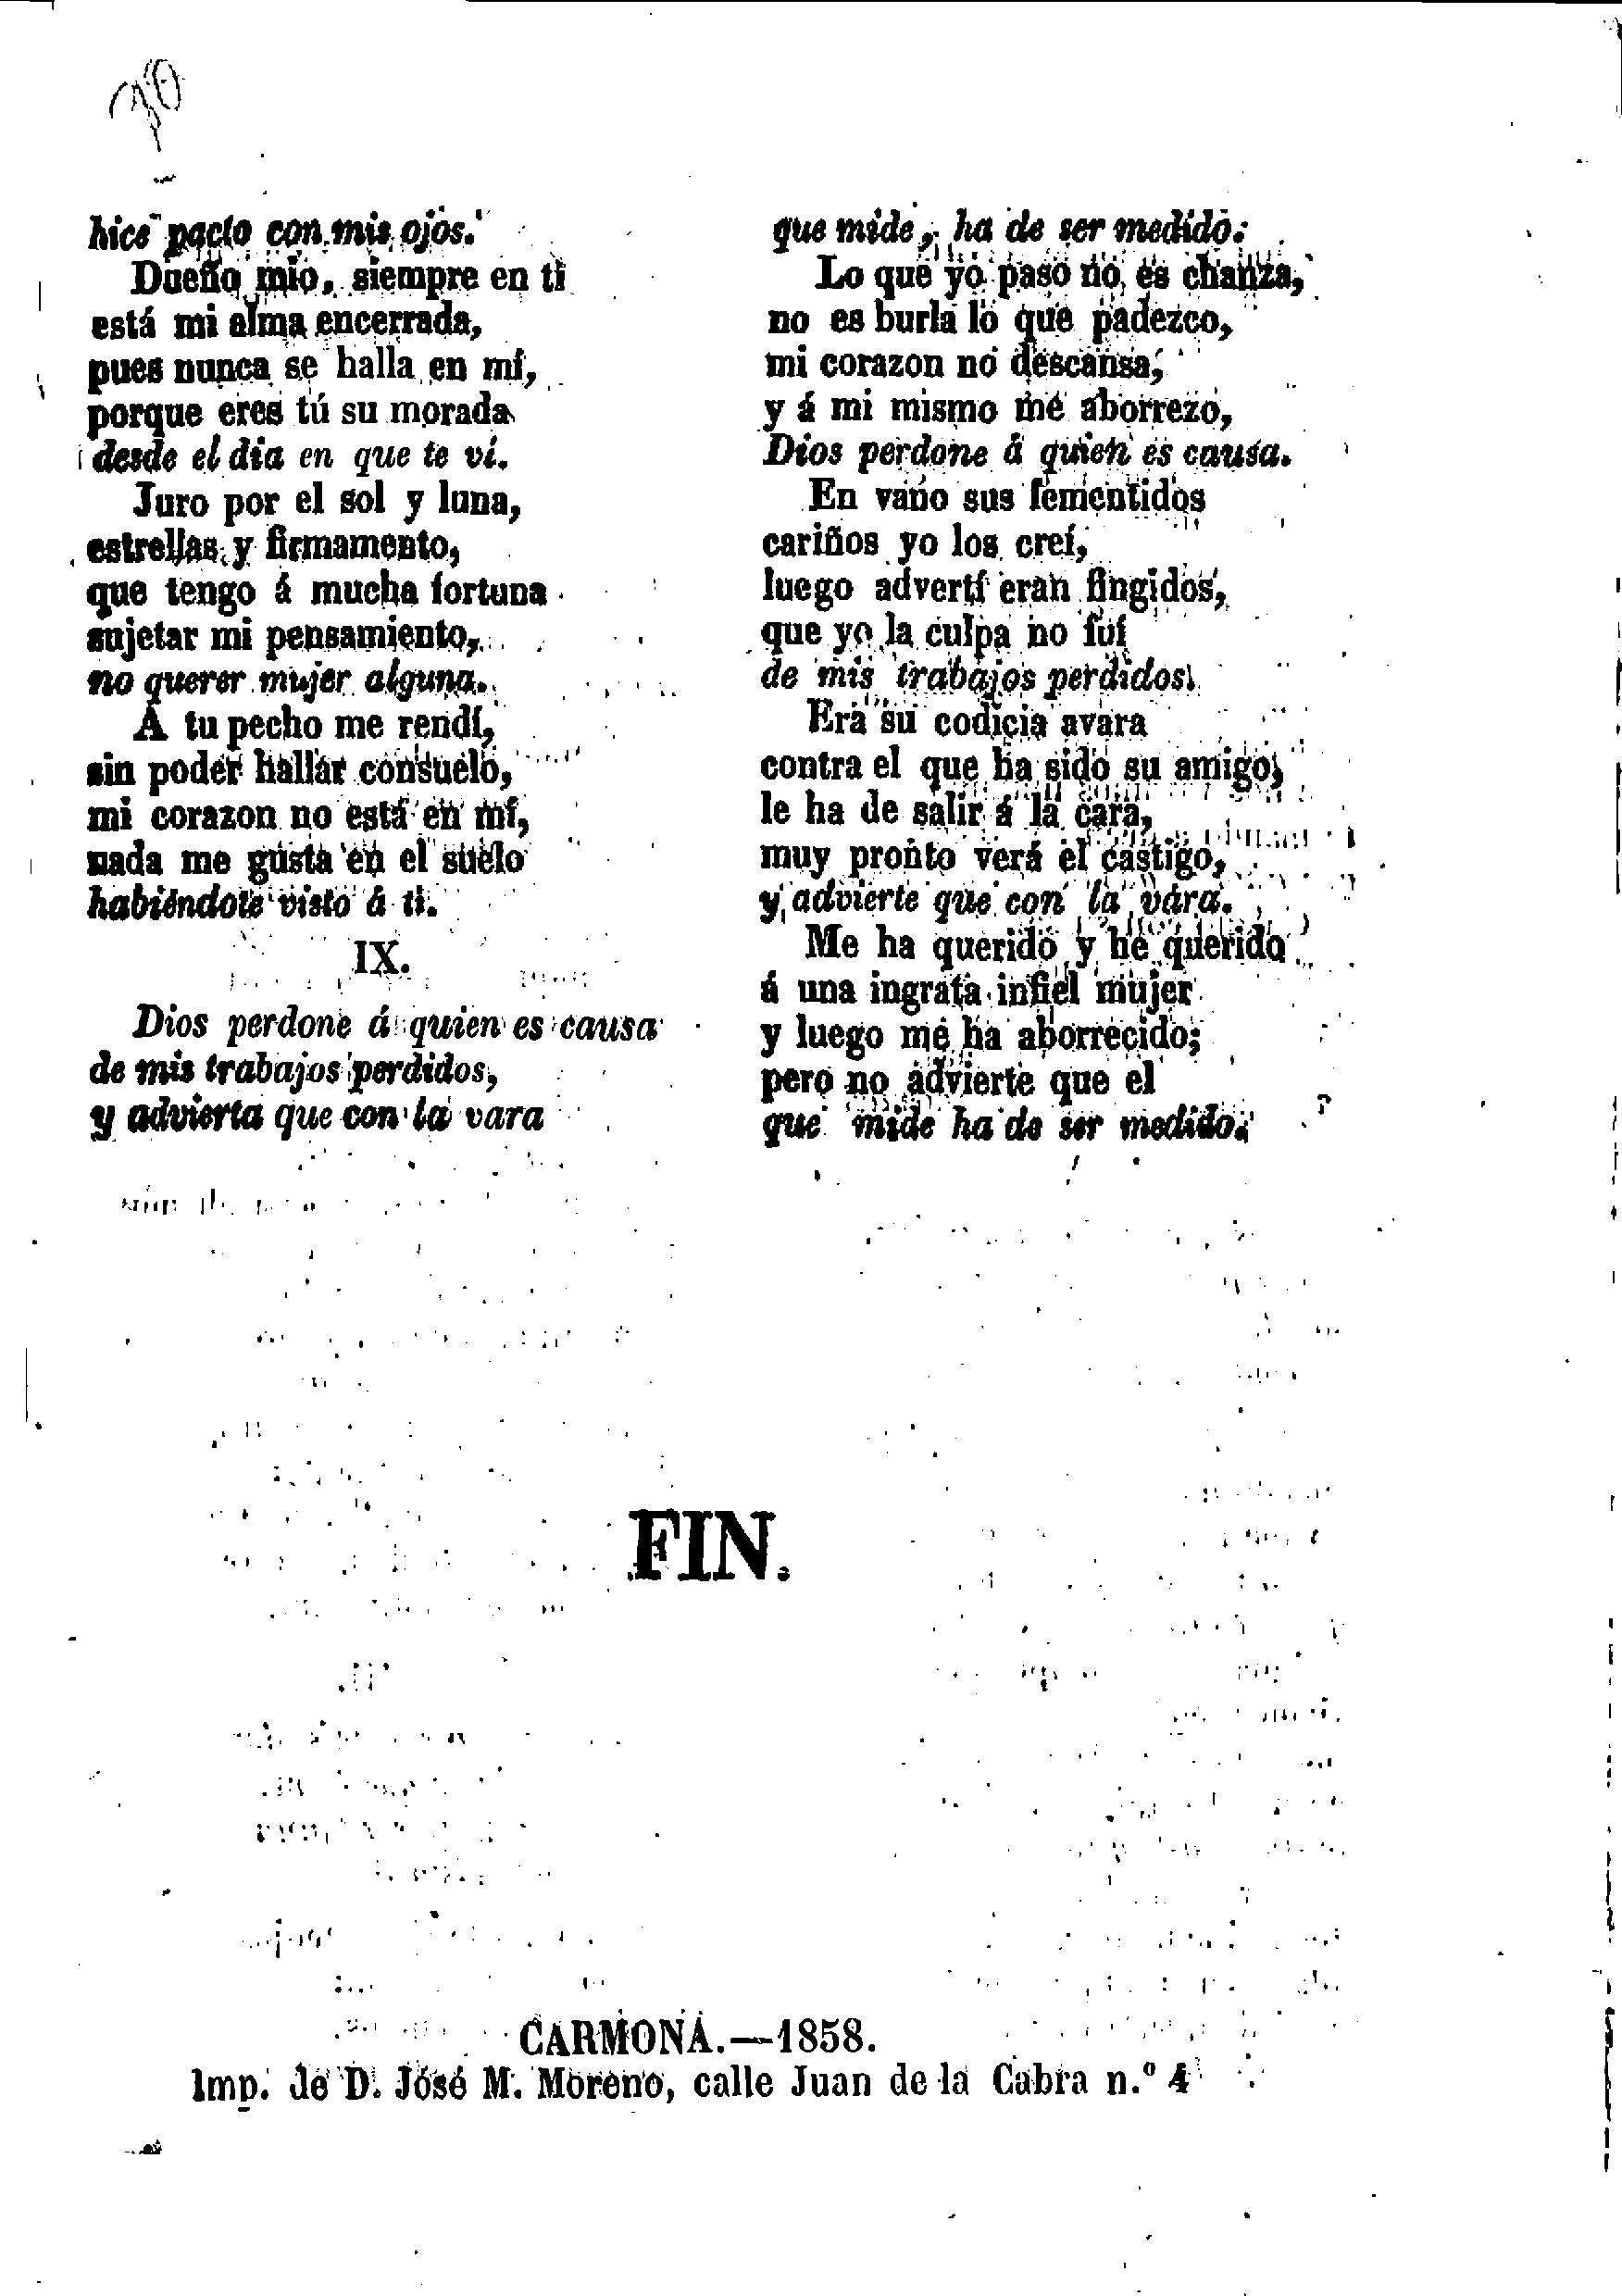 hice pacto con mis ojos.
Dueño mio, siempre en ti
está mi alma encerrada,
pues nunca se halla en mí,
porque eres tú su morada
desde el dia en que te ví.
Juro por el sol y luna,
estrellas y firmamento,
que tengo á mucha fortuna
sujetar mi pensamiento,
no querer mujer alguna.
A tu pecho me rendí,
sin poder hallar consuelo,
mi corazon no está en mí,
nada me gusta en el suelo
habiéndote visto á ti.
IX.
Dios perdone á quien es causa
de mis trabajos perdidos,
y advierta que con la vara
que mide, ha de ser medido.
Lo que yo paso no es chanza,
no es burla lo que padezco,
mi corazon no descansa,
y á mi mismo me aborrezo,
Dios perdone á quien es causa.
En vano sus fementidos
cariños yo los creí,
luego advertí eran fingidos,
que yo la culpa no fuí
de mis trabajos perdidos.
Era su codicia avara
contra el que ha sido su amigo,
le ha de salir á la cara,
muy pronto verá el castigo,
y advierte que con la vara.
Me ha querido y he querido
á una ingrata infiel mujer
y luego me ha aborrecido;
pero no advierte que el
que mide ha de ser medido.
FIN.
CARMONA.—1858.
Imp. de D. José M. Moreno, calle Juan de la Cabra n.º 4